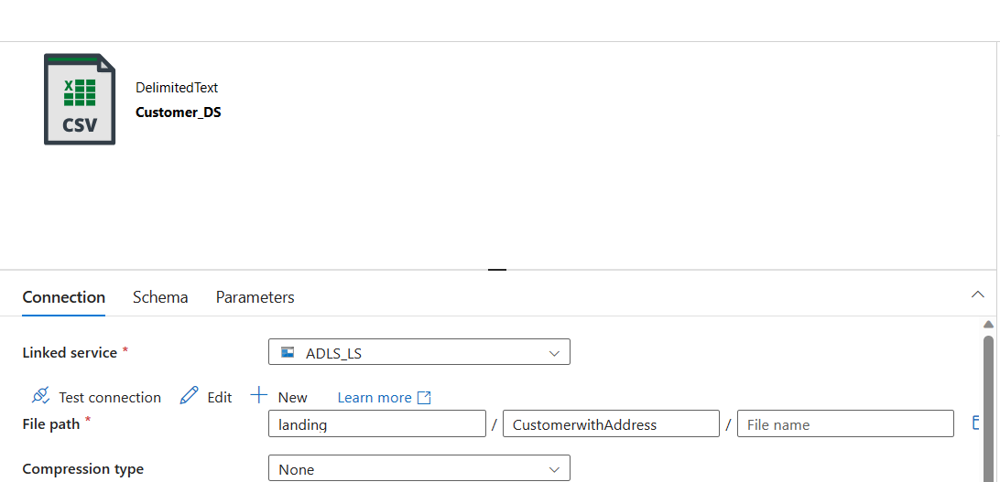 X
CSV
DelimitedText
Customer_DS
Connection Schema Parameters
Linked service * ADLS_LS
Test connection Edit New Learn more
File path * landing / CustomerwithAddress / File name
Compression type None